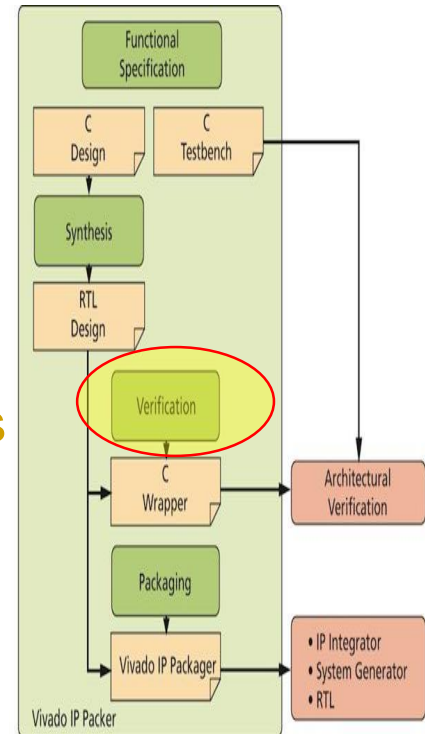 Functional
Specification
C
Design
C
Testbench
Synthesis
RTL
Design
Verification
s
C
Wrapper
Architectural
Verification
Packaging
Vivado IP Packager
• IP Integrator
• System Generator
• RTL
Vivado IP Packer